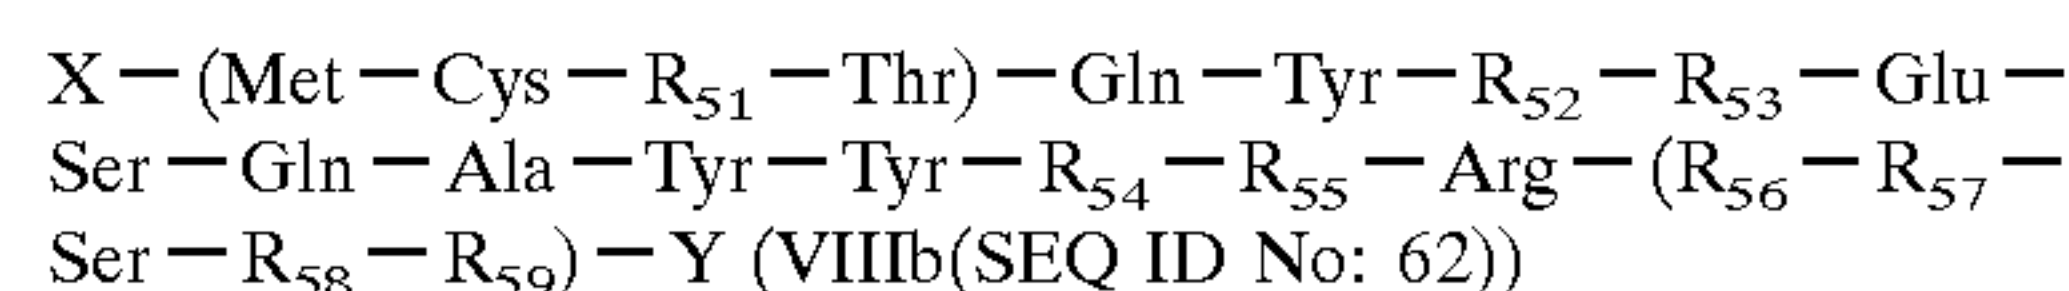 X—(Met—Cys—R₅₁—Thr)—Gln—Tyr—R₅₂—R₅₃—Glu—
Ser—Gln—Ala—Tyr—Tyr—R₅₄—R₅₅—Arg—(R₅₆—R₅₇—
Ser—R₅₈—R₅₉)—Y (VIIIb(SEQ ID No: 62))